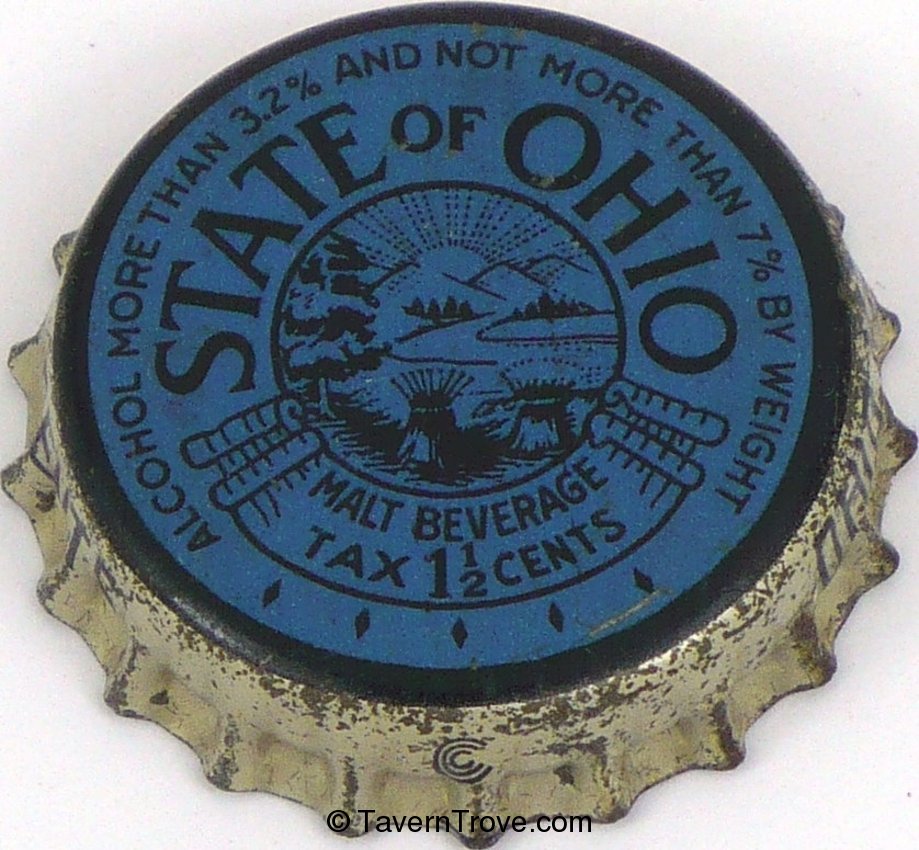 ALCOHOL MORE THAN 3.2% AND NOT MORE THAN 7% BY WEIGHT
STATE OF OHIO
MALT BEVERAGE
TAX 1½ CENTS
© TavernTrove.com